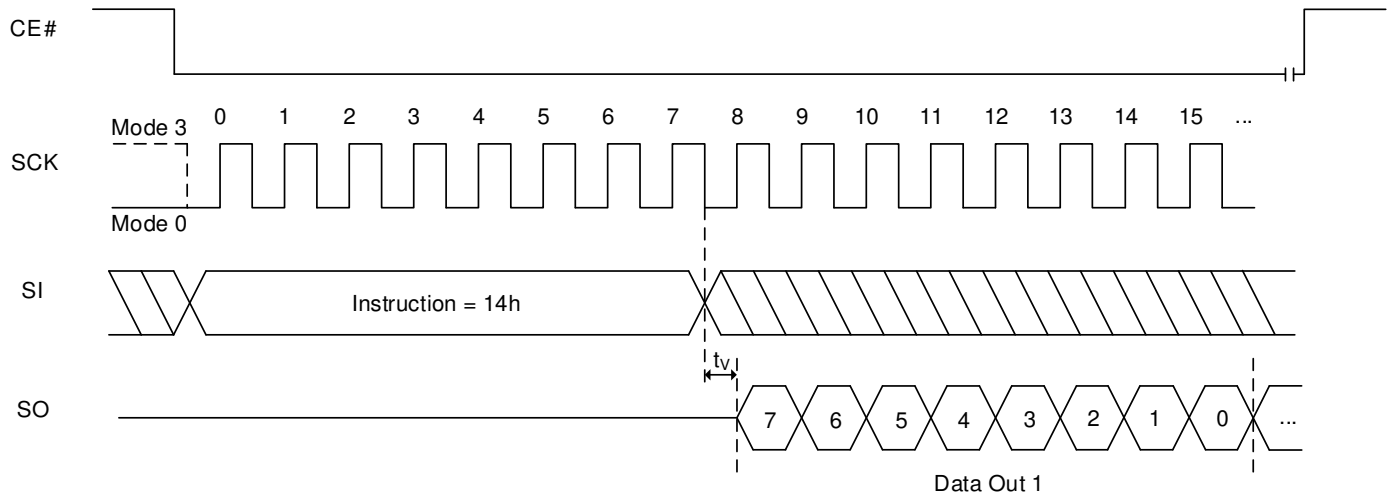 CE#
Mode 3 0 1 2 3 4 5 6 7 8 9 10 11 12 13 14 15 ...
SCK
Mode 0
SI Instruction = 14h
tV
SO 7 6 5 4 3 2 1 0 ...
Data Out 1